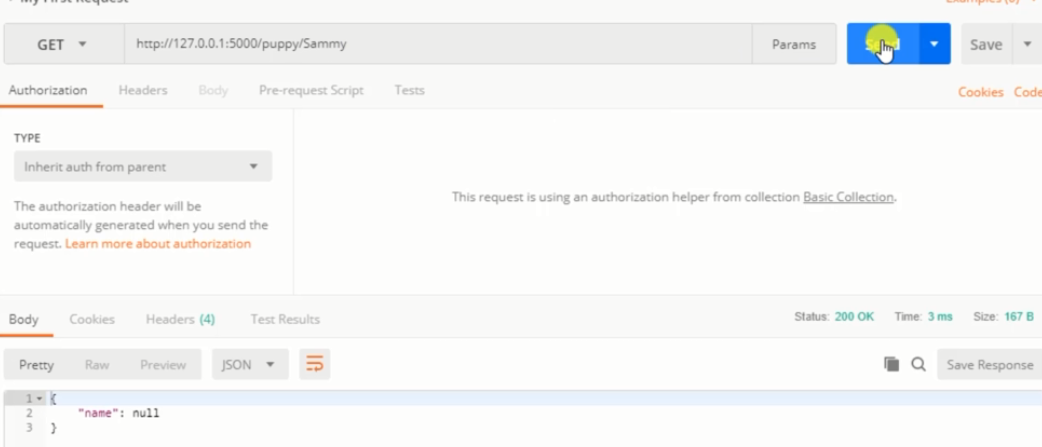 My First Request
Examples (0)
GET http://127.0.0.1:5000/puppy/Sammy Params Send Save
Authorization Headers Body Pre-request Script Tests Cookies Code
TYPE
Inherit auth from parent
The authorization header will be
automatically generated when you send the
request. Learn more about authorization
This request is using an authorization helper from collection Basic Collection.
Body Cookies Headers (4) Test Results Status: 200 OK Time: 3 ms Size: 167 B
Pretty Raw Preview JSON Save Response
1 {
2 "name": null
3 }